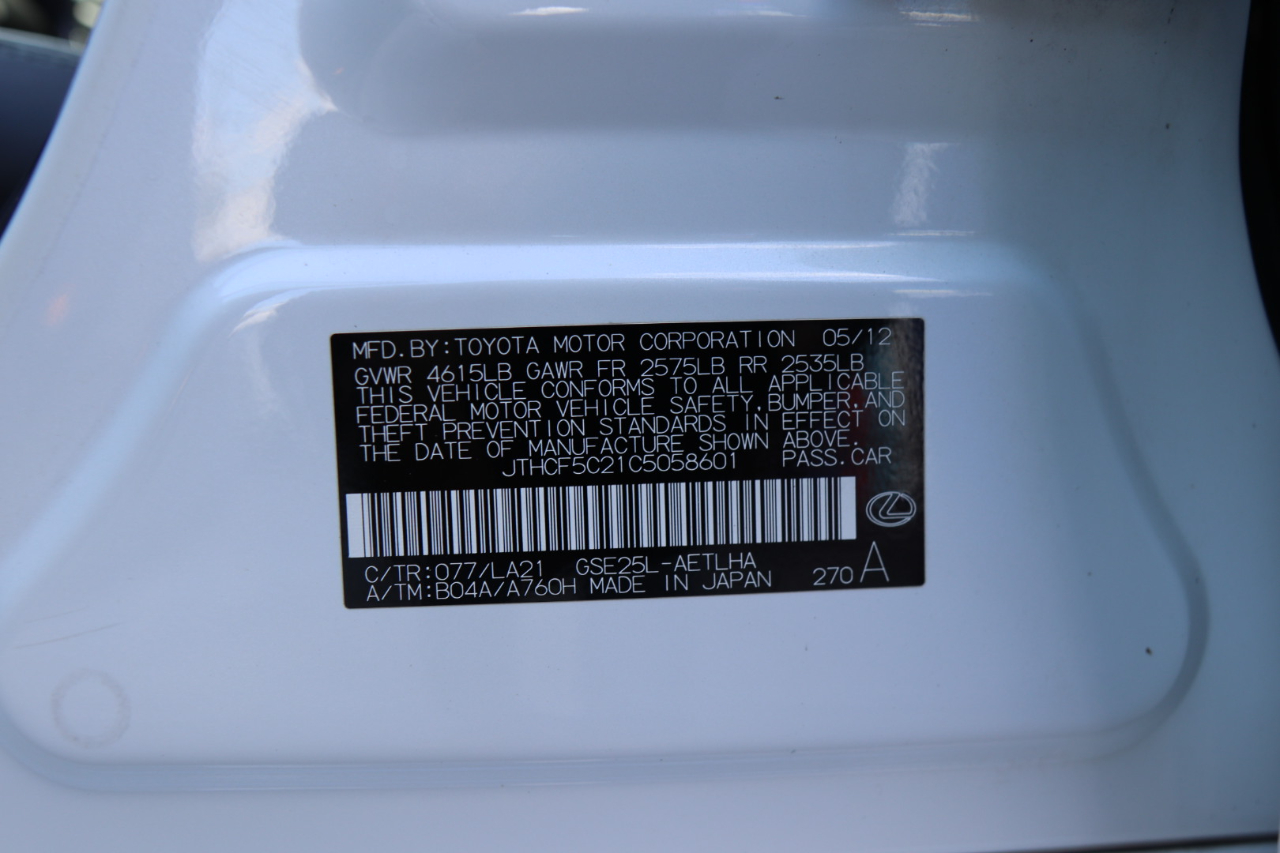 MFD.BY:TOYOTA MOTOR CORPORATION 05/12
GVWR 4615LB GAWR FR 2575LB RR 2535LB
THIS VEHICLE CONFORMS TO ALL APPLICABLE
FEDERAL MOTOR VEHICLE SAFETY,BUMPER,AND
THEFT PREVENTION STANDARDS IN EFFECT ON
THE DATE OF MANUFACTURE SHOWN ABOVE.
JTHCF5C21C5058601 PASS.CAR
C/TR:077/LA21 GSE25L-AETLHA
A/TM:B04A/A760H MADE IN JAPAN 270 A